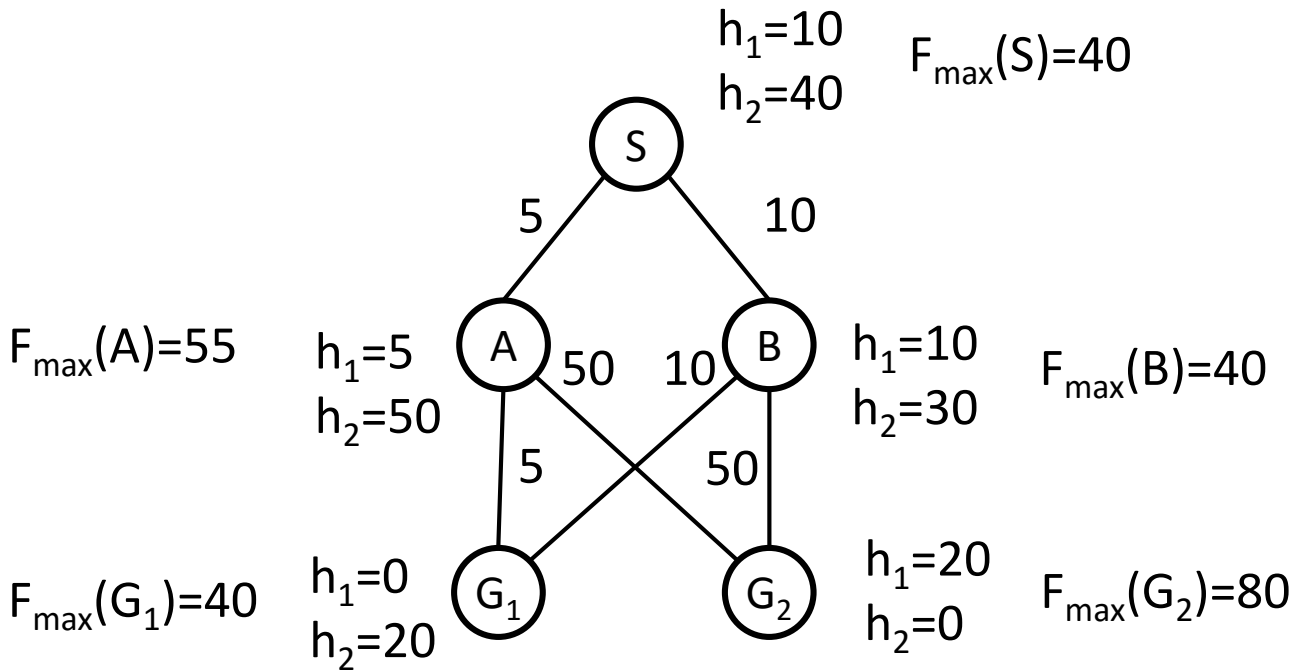 h₁=10
h₂=40
Fₘₐₓ(S)=40
S
5
10
Fₘₐₓ(A)=55
h₁=5
h₂=50
A
50
10
B
h₁=10
h₂=30
Fₘₐₓ(B)=40
5
50
Fₘₐₓ(G₁)=40
h₁=0
h₂=20
G₁
G₂
h₁=20
h₂=0
Fₘₐₓ(G₂)=80